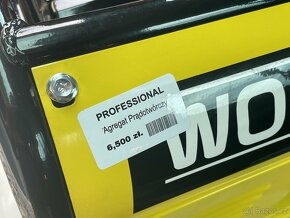 PROFESSIONAL
Agregat Prądotwórczy
6,500 zł.
WO